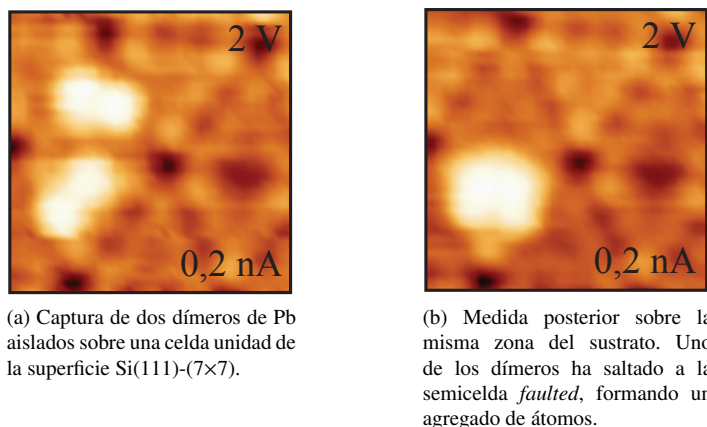 2 V
0,2 nA
(a) Captura de dos dímeros de Pb
aislados sobre una celda unidad de
la superficie Si(111)-(7×7).
2 V
0,2 nA
(b) Medida posterior sobre la
misma zona del sustrato. Uno
de los dímeros ha saltado a la
semicelda faulted, formando un
agregado de átomos.